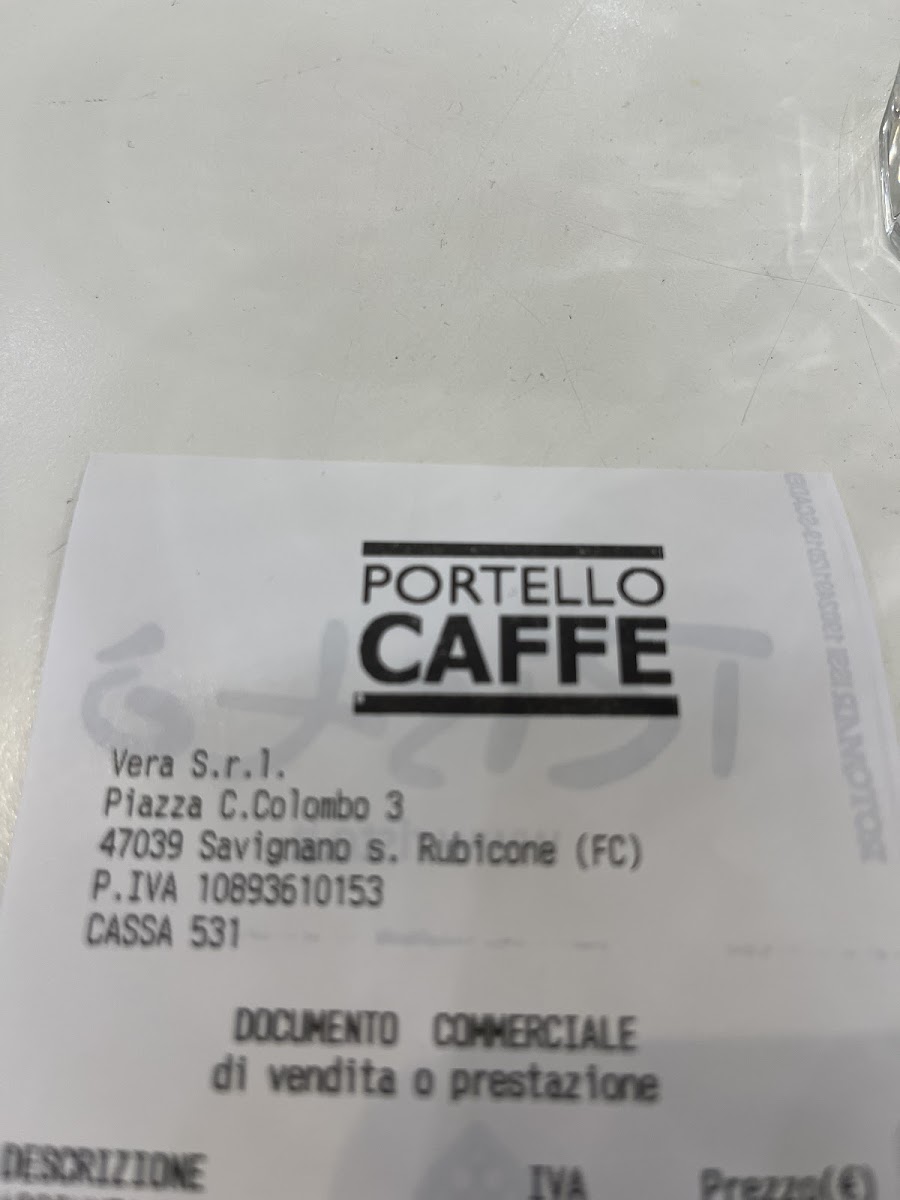 PORTELLO
CAFFE
Vera S.r.l.
Piazza C.Colombo 3
47039 Savignano s. Rubicone (FC)
P.IVA 10893610153
CASSA 531
DOCUMENTO COMMERCIALE
di vendita o prestazione
DESCRIZIONE IVA Prezzo(€)